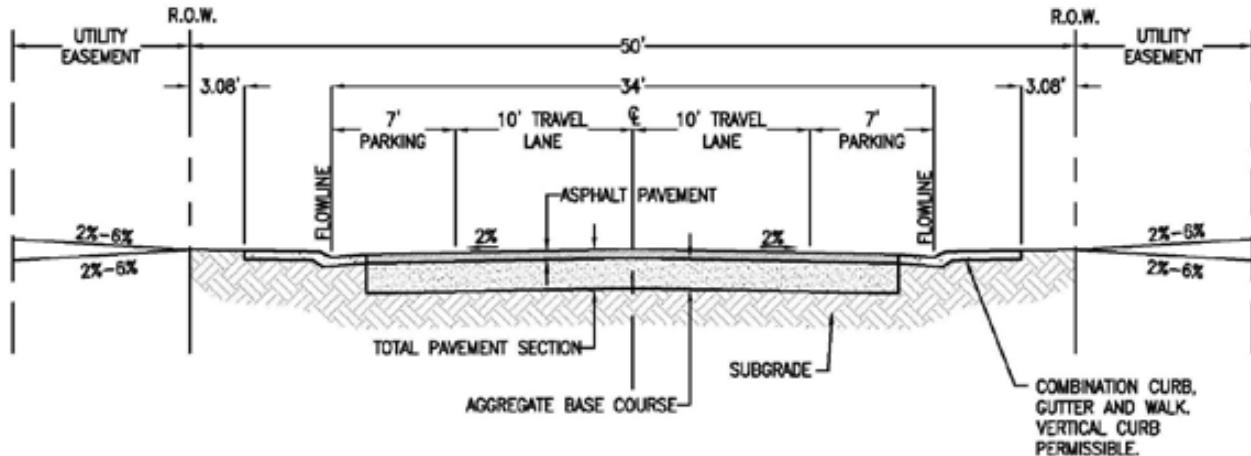 R.O.W.
R.O.W.
UTILITY
EASEMENT
50'
UTILITY
EASEMENT
3.08'
34'
3.08'
7'
PARKING
10' TRAVEL
LANE
℄
10' TRAVEL
LANE
7'
PARKING
FLOWLINE
FLOWLINE
ASPHALT PAVEMENT
2%
2%
2%-6%
2%-6%
2%-6%
2%-6%
TOTAL PAVEMENT SECTION
SUBGRADE
AGGREGATE BASE COURSE
COMBINATION CURB,
GUTTER AND WALK.
VERTICAL CURB
PERMISSIBLE.